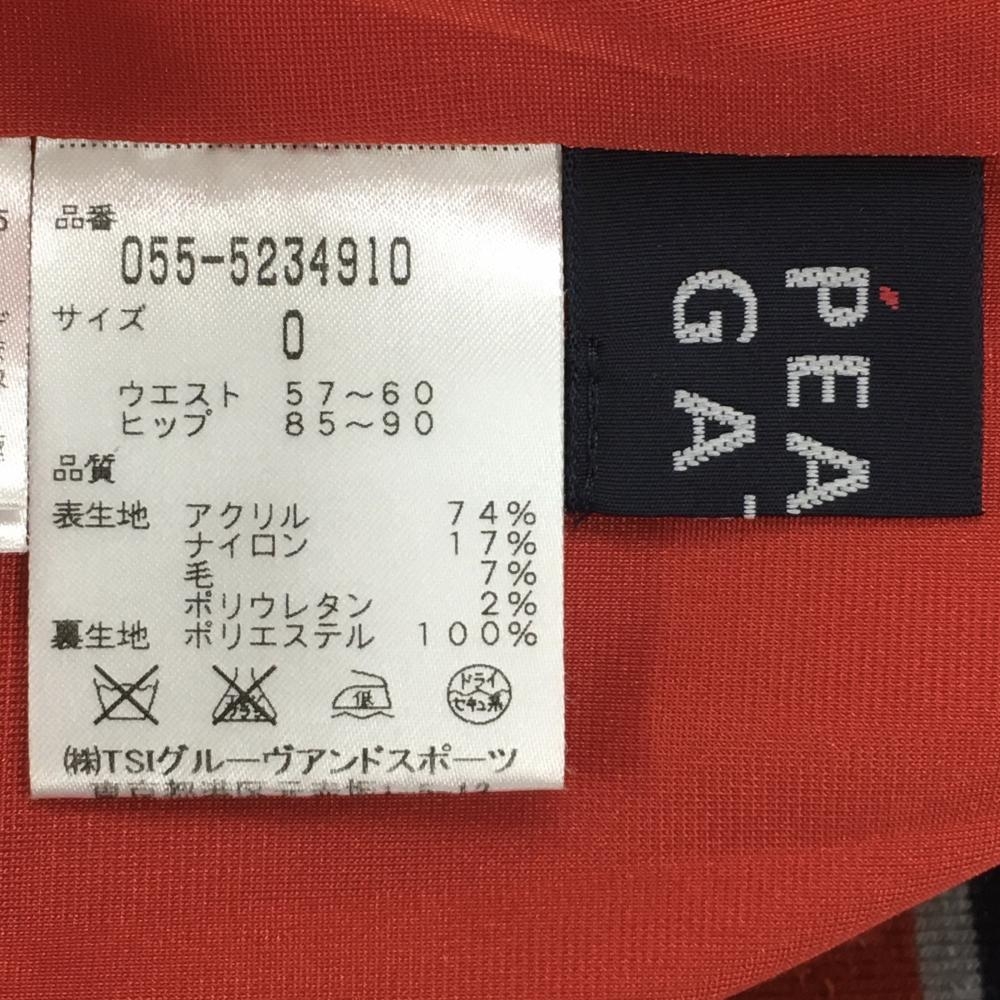 品番
055-5234910
サイズ 0
ウエスト 57〜60
ヒップ 85〜90
品質
表生地 アクリル 74%
ナイロン 17%
毛 7%
ポリウレタン 2%
裏生地 ポリエステル 100%
低
ドライ
セキユ系
(株)TSIグルーヴアンドスポーツ
PEA
GA